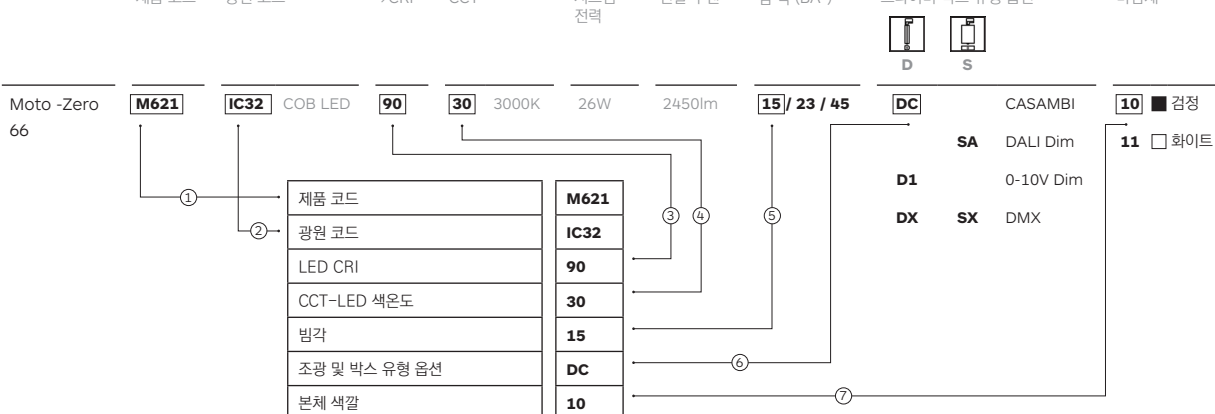 전력
D S
Moto -Zero 66 M621 IC32 COB LED 90 30 3000K 26W 2450lm 15 / 23 / 45 DC CASAMBI 10 검정
SA DALI Dim 11 화이트
D1 0-10V Dim
DX SX DMX
① 제품 코드 M621 ③ ④ ⑤
② 광원 코드 IC32
LED CRI 90
CCT-LED 색온도 30
빔각 15
조광 및 박스 유형 옵션 DC ⑥
본체 색깔 10 ⑦